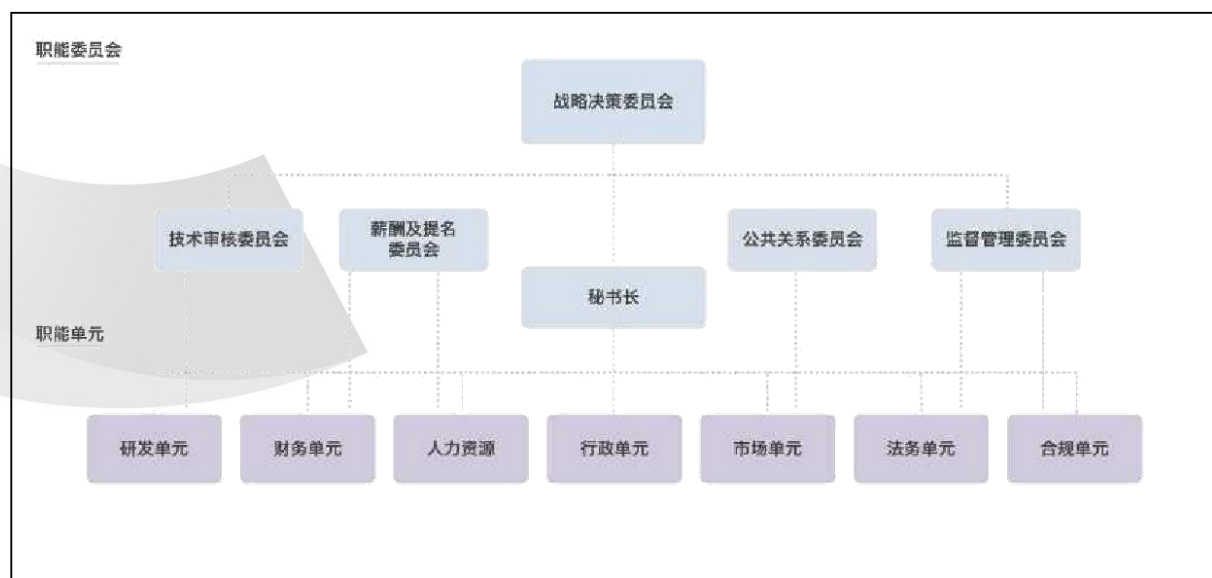 职能委员会
战略决策委员会
技术审核委员会
薪酬及提名
委员会
公共关系委员会
监督管理委员会
秘书长
职能单元
研发单元
财务单元
人力资源
行政单元
市场单元
法务单元
合规单元